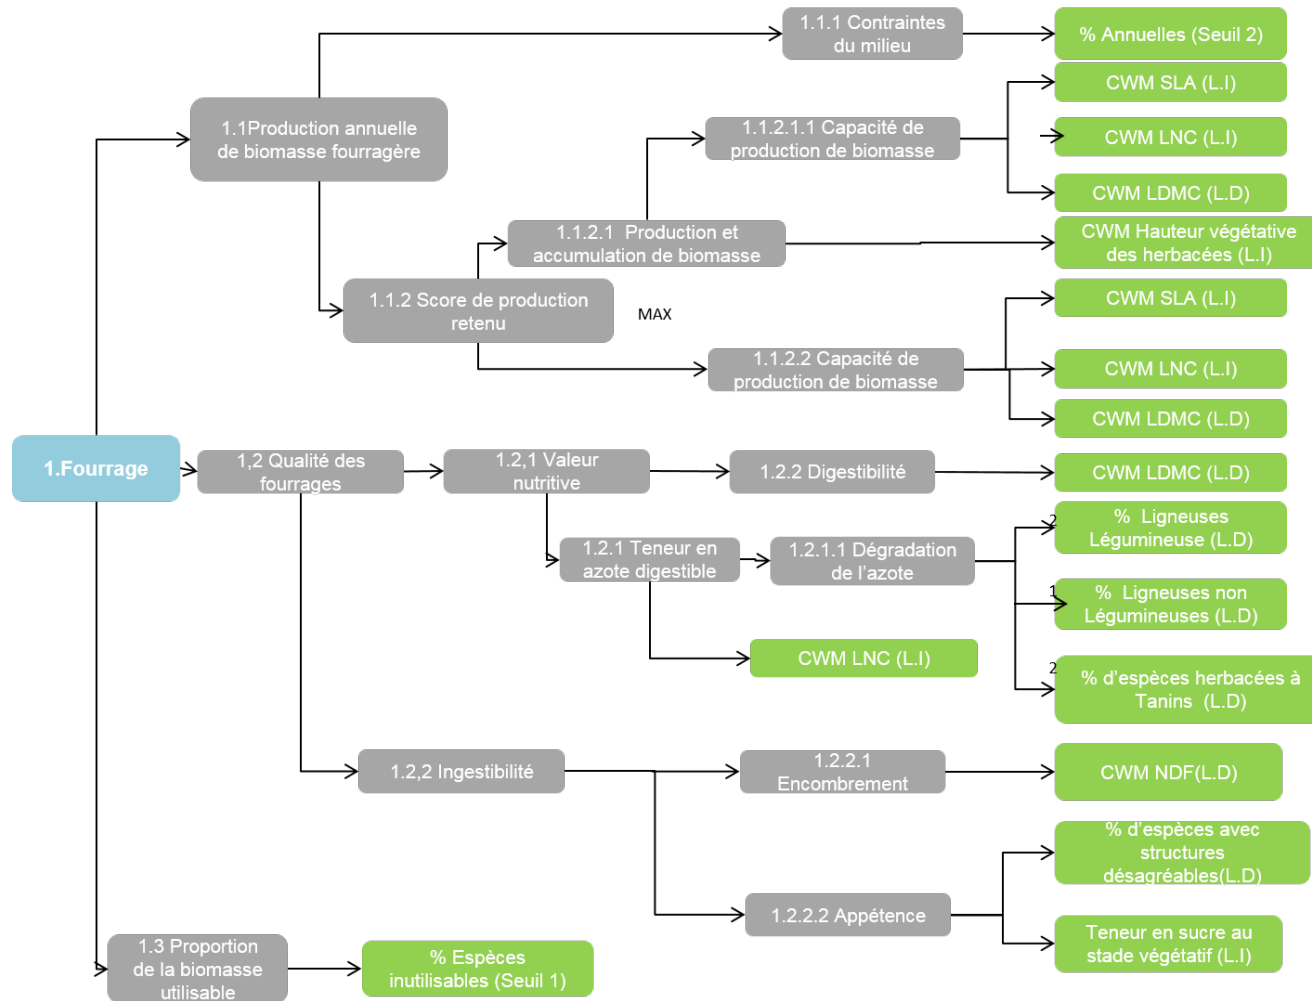 1.1.1 Contraintes
du milieu
% Annuelles (Seuil 2)
CWM SLA (L.I)
1.1Production annuelle
de biomasse fourragère
1.1.2.1.1 Capacité de
production de biomasse
CWM LNC (L.I)
CWM LDMC (L.D)
1.1.2.1 Production et
accumulation de biomasse
CWM Hauteur végétative
des herbacées (L.I)
1.1.2 Score de production
retenu
MAX
CWM SLA (L.I)
1.1.2.2 Capacité de
production de biomasse
CWM LNC (L.I)
CWM LDMC (L.D)
1.Fourrage
1,2 Qualité des
fourrages
1.2,1 Valeur
nutritive
1.2.2 Digestibilité
CWM LDMC (L.D)
1.2.1 Teneur en
azote digestible
1.2.1.1 Dégradation
de l'azote
2
% Ligneuses
Légumineuse (L.D)
1
% Ligneuses non
Légumineuses (L.D)
CWM LNC (L.I)
2
% d'espèces herbacées à
Tanins (L.D)
1.2,2 Ingestibilité
1.2.2.1
Encombrement
CWM NDF(L.D)
% d'espèces avec
structures
désagréables(L.D)
1.2.2.2 Appétence
Teneur en sucre au
stade végétatif (L.I)
1.3 Proportion
de la biomasse
utilisable
% Espèces
inutilisables (Seuil 1)